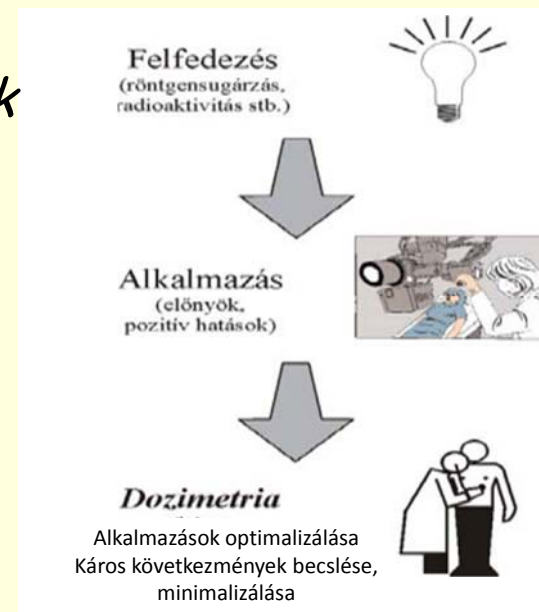 k
Felfedezés
(röntgensugárzás,
radioaktivitás stb.)
Alkalmazás
(előnyök,
pozitív hatások)
Dozimetria
Alkalmazások optimalizálása
Káros következmények becslése,
minimalizálása